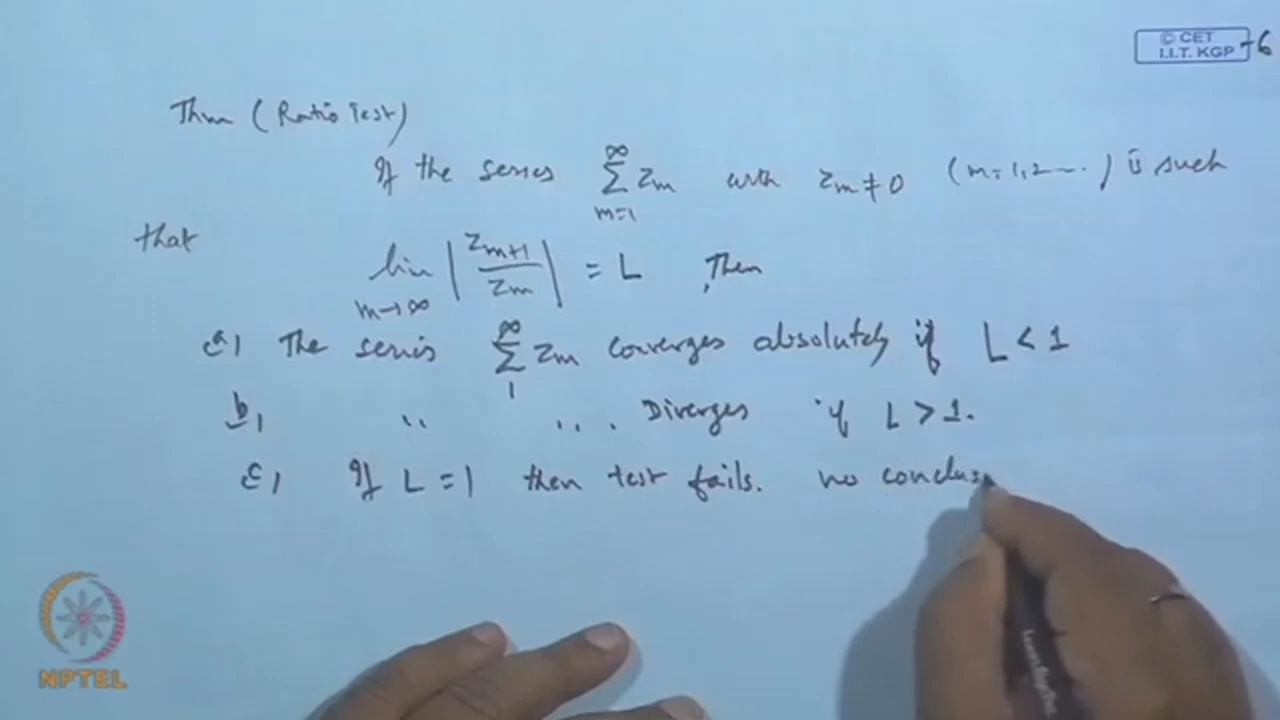 © CET
I.I.T. KGP -6
Thm (Ratio Test)
If the series ∑_{m=1}^{∞} z_m with z_m ≠ 0 (m=1,2....) is such
that
lim_{m→∞} | z_{m+1} / z_m | = L , Then
a, The series ∑_{1}^{∞} z_m converges absolutely if L < 1
b, ,, ,,. Diverges if L > 1.
c, If L = 1 then test fails. no conclus
NPTEL